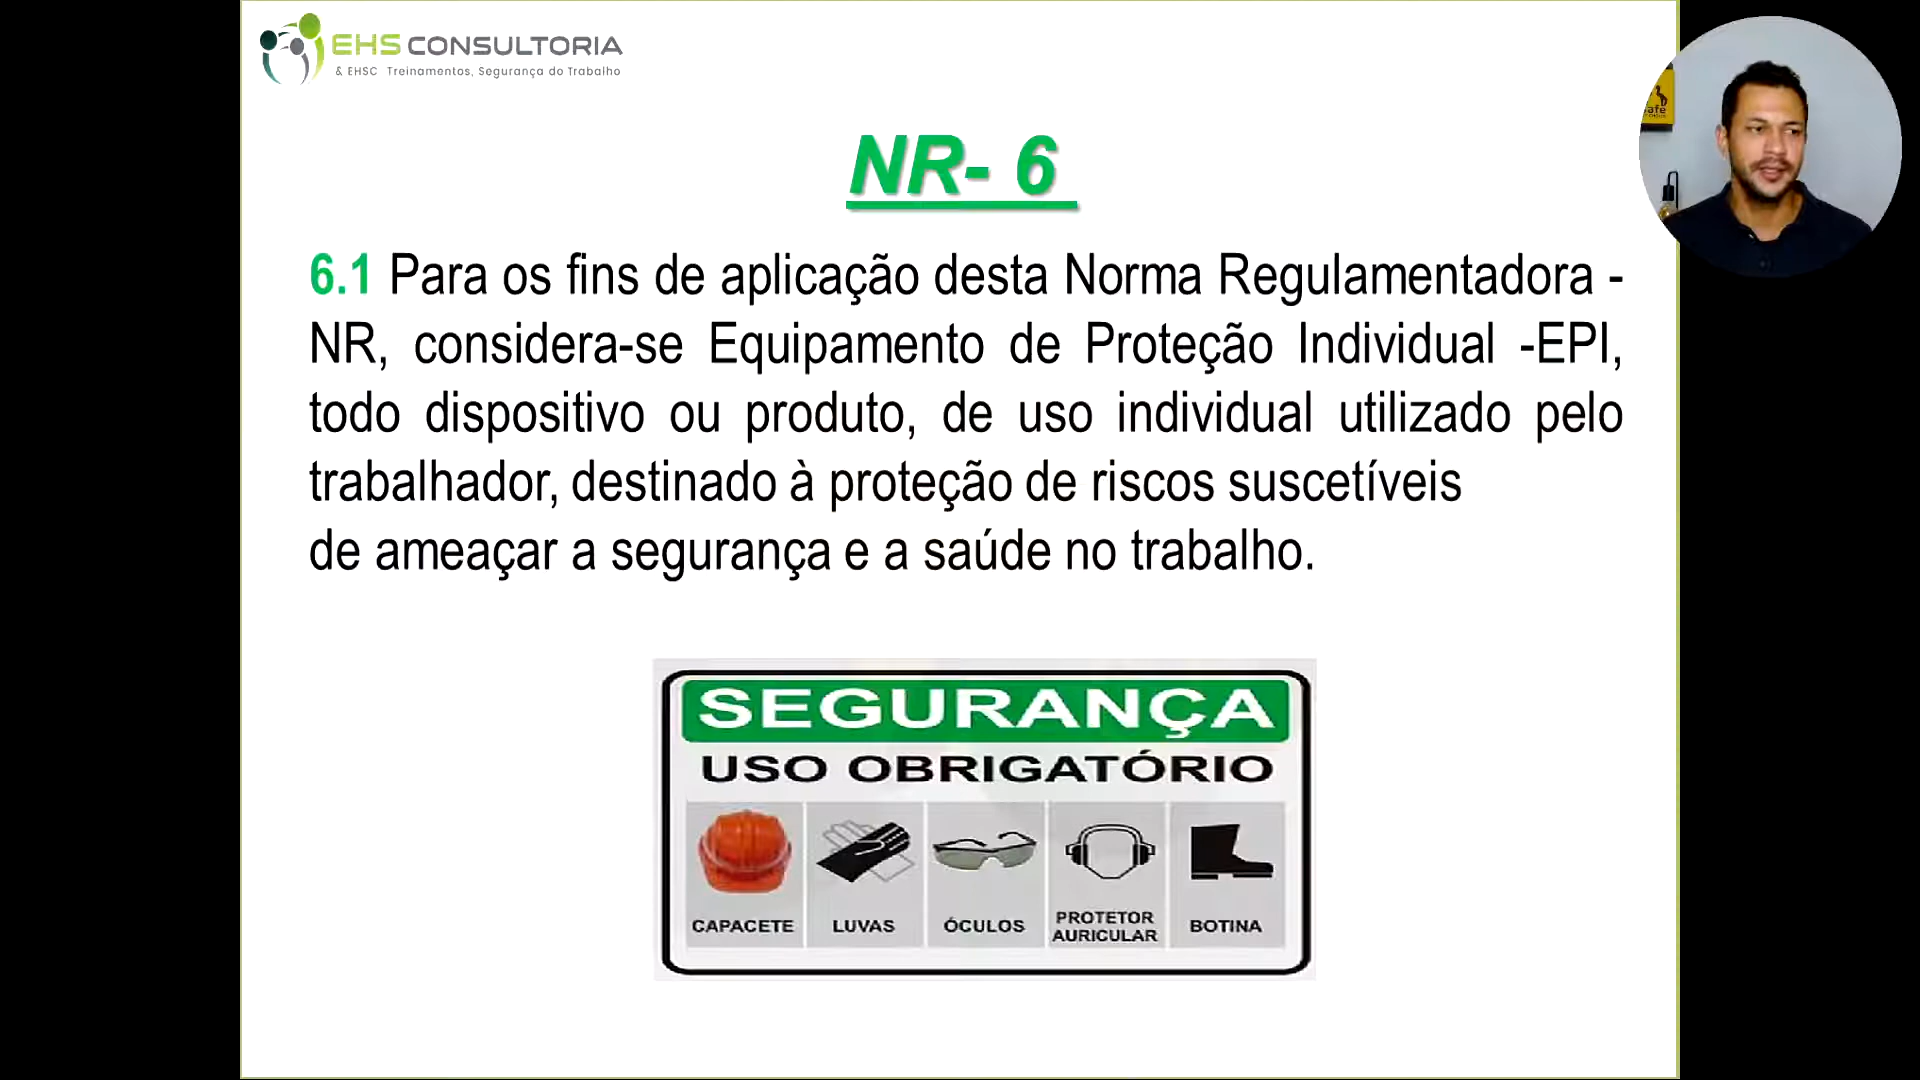 EHS CONSULTORIA
& EHSC Treinamentos, Segurança do Trabalho
NR- 6
6.1 Para os fins de aplicação desta Norma Regulamentadora -
NR, considera-se Equipamento de Proteção Individual -EPI,
todo dispositivo ou produto, de uso individual utilizado pelo
trabalhador, destinado à proteção de riscos suscetíveis
de ameaçar a segurança e a saúde no trabalho.
SEGURANÇA
USO OBRIGATÓRIO
CAPACETE
LUVAS
ÓCULOS
PROTETOR
AURICULAR
BOTINA